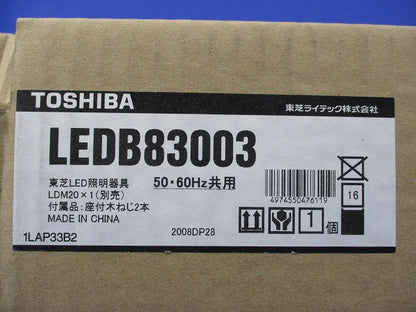 TOSHIBA
東芝ライテック株式会社
LEDB83003
東芝LED照明器具 50・60Hz共用
LDM20×1(別売)
付属品：座付木ねじ2本
MADE IN CHINA
4974550476119
16
1個
2008DP28
1LAP33B2